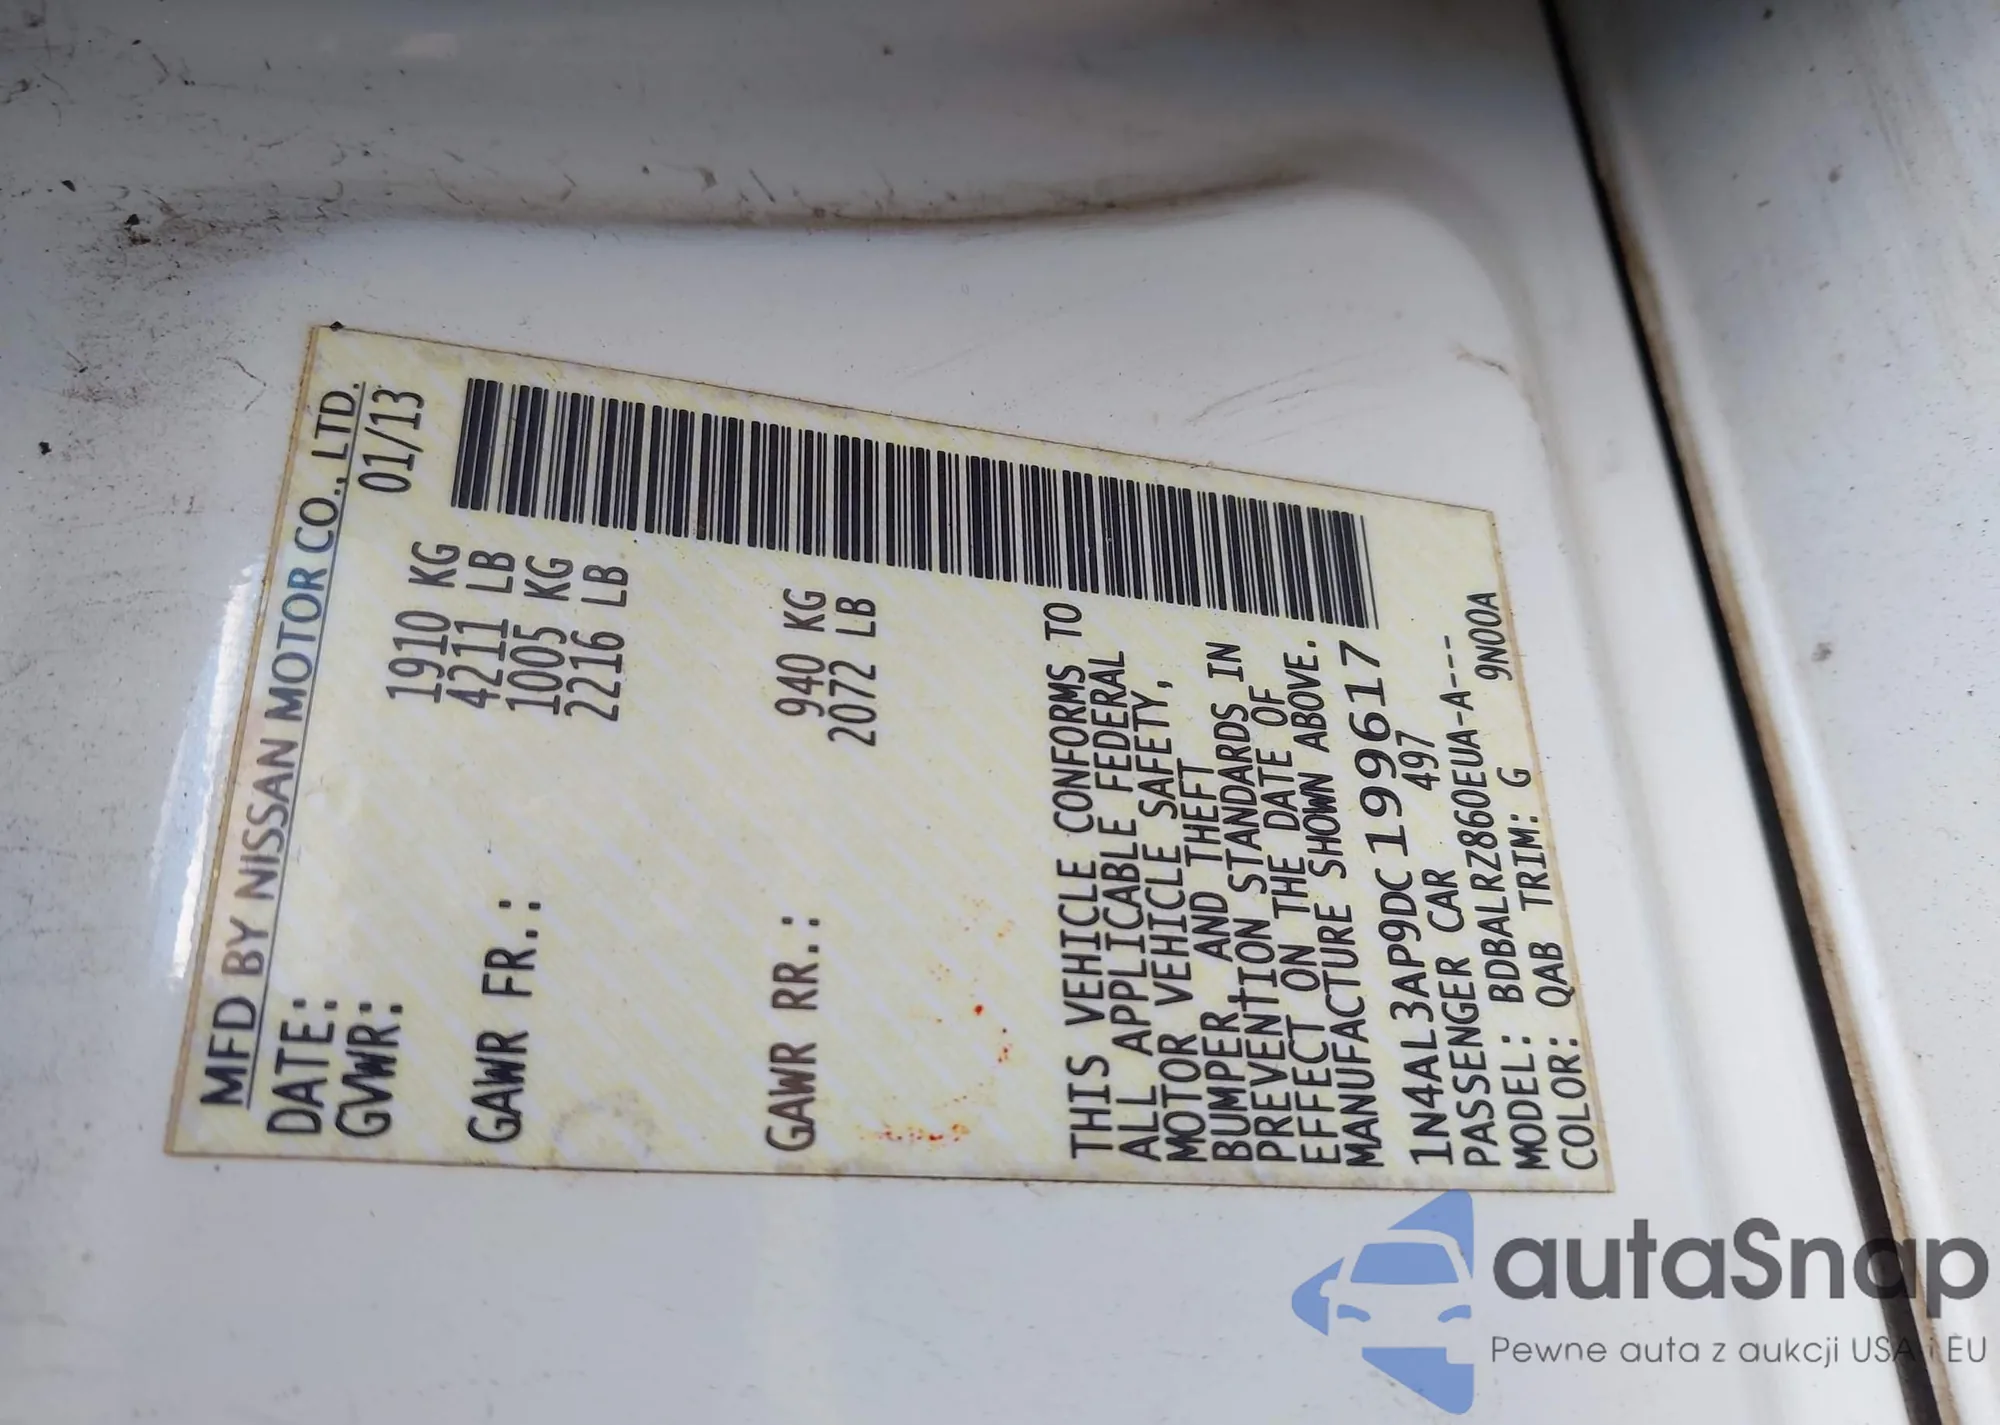 MFD BY NISSAN MOTOR CO., LTD.
DATE: 01/13
GVWR: 1910 KG
4211 LB
GAWR FR.: 1005 KG
2216 LB
GAWR RR.: 940 KG
2072 LB
THIS VEHICLE CONFORMS TO
ALL APPLICABLE FEDERAL
MOTOR VEHICLE SAFETY,
BUMPER, AND THEFT
PREVENTION STANDARDS IN
EFFECT ON THE DATE OF
MANUFACTURE SHOWN ABOVE.
1N4AL3AP9DC199617
PASSENGER CAR 497
MODEL: BDBALRZ860EUA-A---
COLOR: QAB TRIM: G 9N00A
autaSnap
Pewne auta z aukcji USA i EU